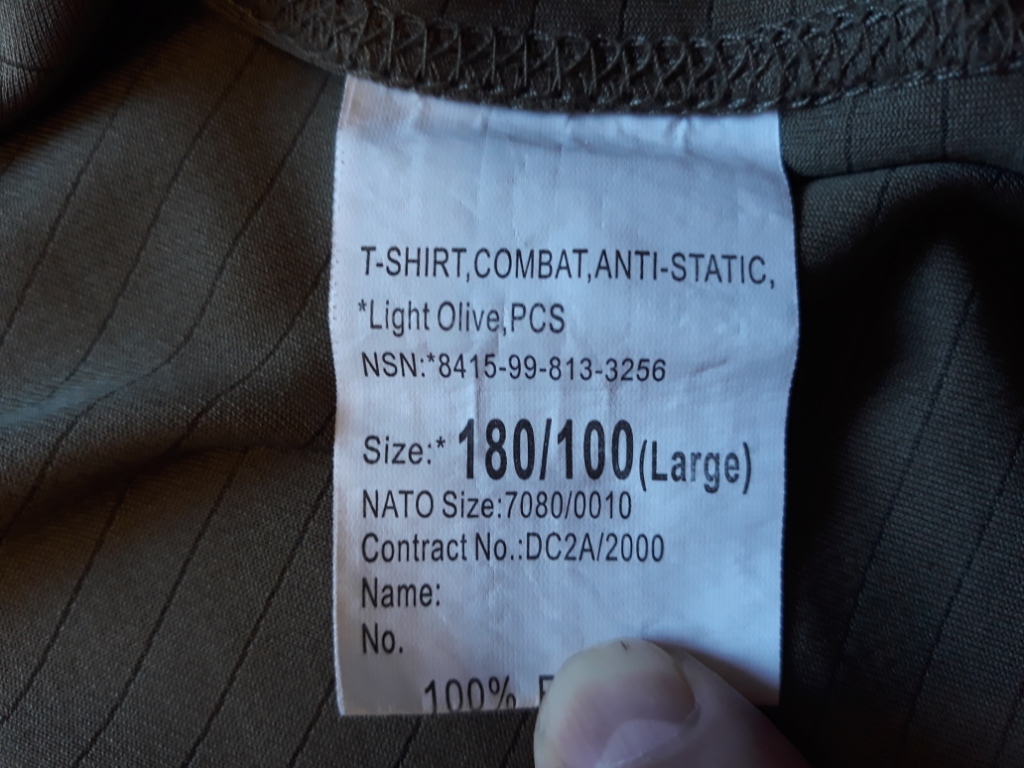 T-SHIRT,COMBAT,ANTI-STATIC,
*Light Olive,PCS
NSN:*8415-99-813-3256
Size:* 180/100(Large)
NATO Size:7080/0010
Contract No.:DC2A/2000
Name:
No.
100%